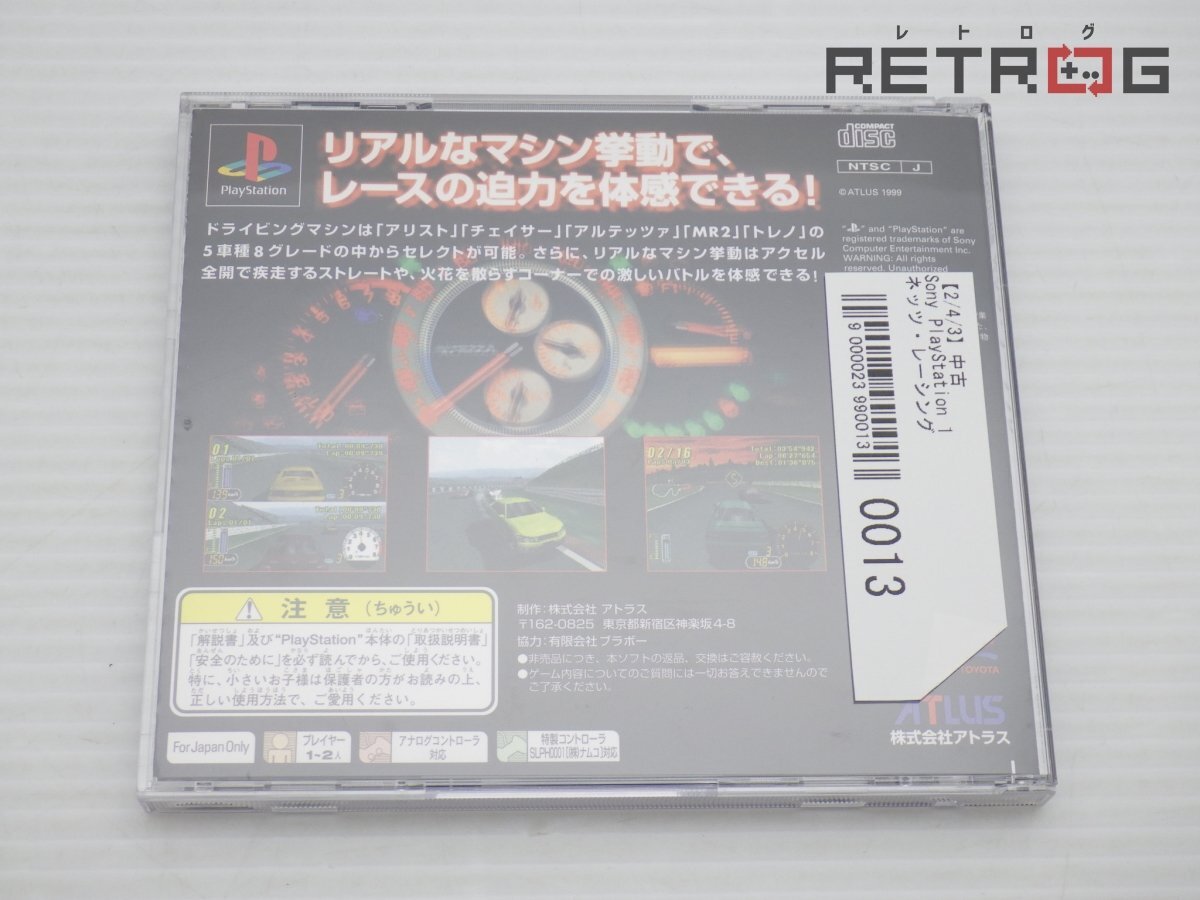 レトログ
RETROG
PlayStation
リアルなマシン挙動で、
レースの迫力を体感できる!
COMPACT
disc
NTSC J
©ATLUS 1999
ドライビングマシンは「アリスト」「チェイサー」「アルテッツァ」「MR2」「トレノ」の
5車種8グレードの中からセレクトが可能。さらに、リアルなマシン挙動はアクセル
全開で疾走するストレートや、火花を散らすコーナーでの激しいバトルを体感できる!
" " and "PlayStation" are
registered trademarks of Sony
Computer Entertainment Inc.
WARNING: All rights
reserved. Unauthorized
【2/4/3】 中古
Sony PlayStation 1
ネッツ・レーシング
9 000023 990013
0013
01
139km/h
02
150km/h
02/16
148km/h
注意(ちゅうい)
「解説書」及び"PlayStation"本体の「取扱説明書」
「安全のために」を必ず読んでから、ご使用ください。
特に、小さいお子様は保護者の方がお読みの上、
正しい使用方法で、ご愛用ください。
制作:株式会社 アトラス
〒162-0825 東京都新宿区神楽坂4-8
協力:有限会社 ブラボー
●非売品につき、本ソフトの返品、交換はご容赦ください。
●ゲーム内容についてのご質問には一切お答えできませんので
ご了承ください。
TOYOTA
ATLUS
株式会社アトラス
For Japan Only
プレイヤー
1~2人
アナログコントローラ
対応
特製コントローラ
SLPH0001(㈱ナムコ)対応